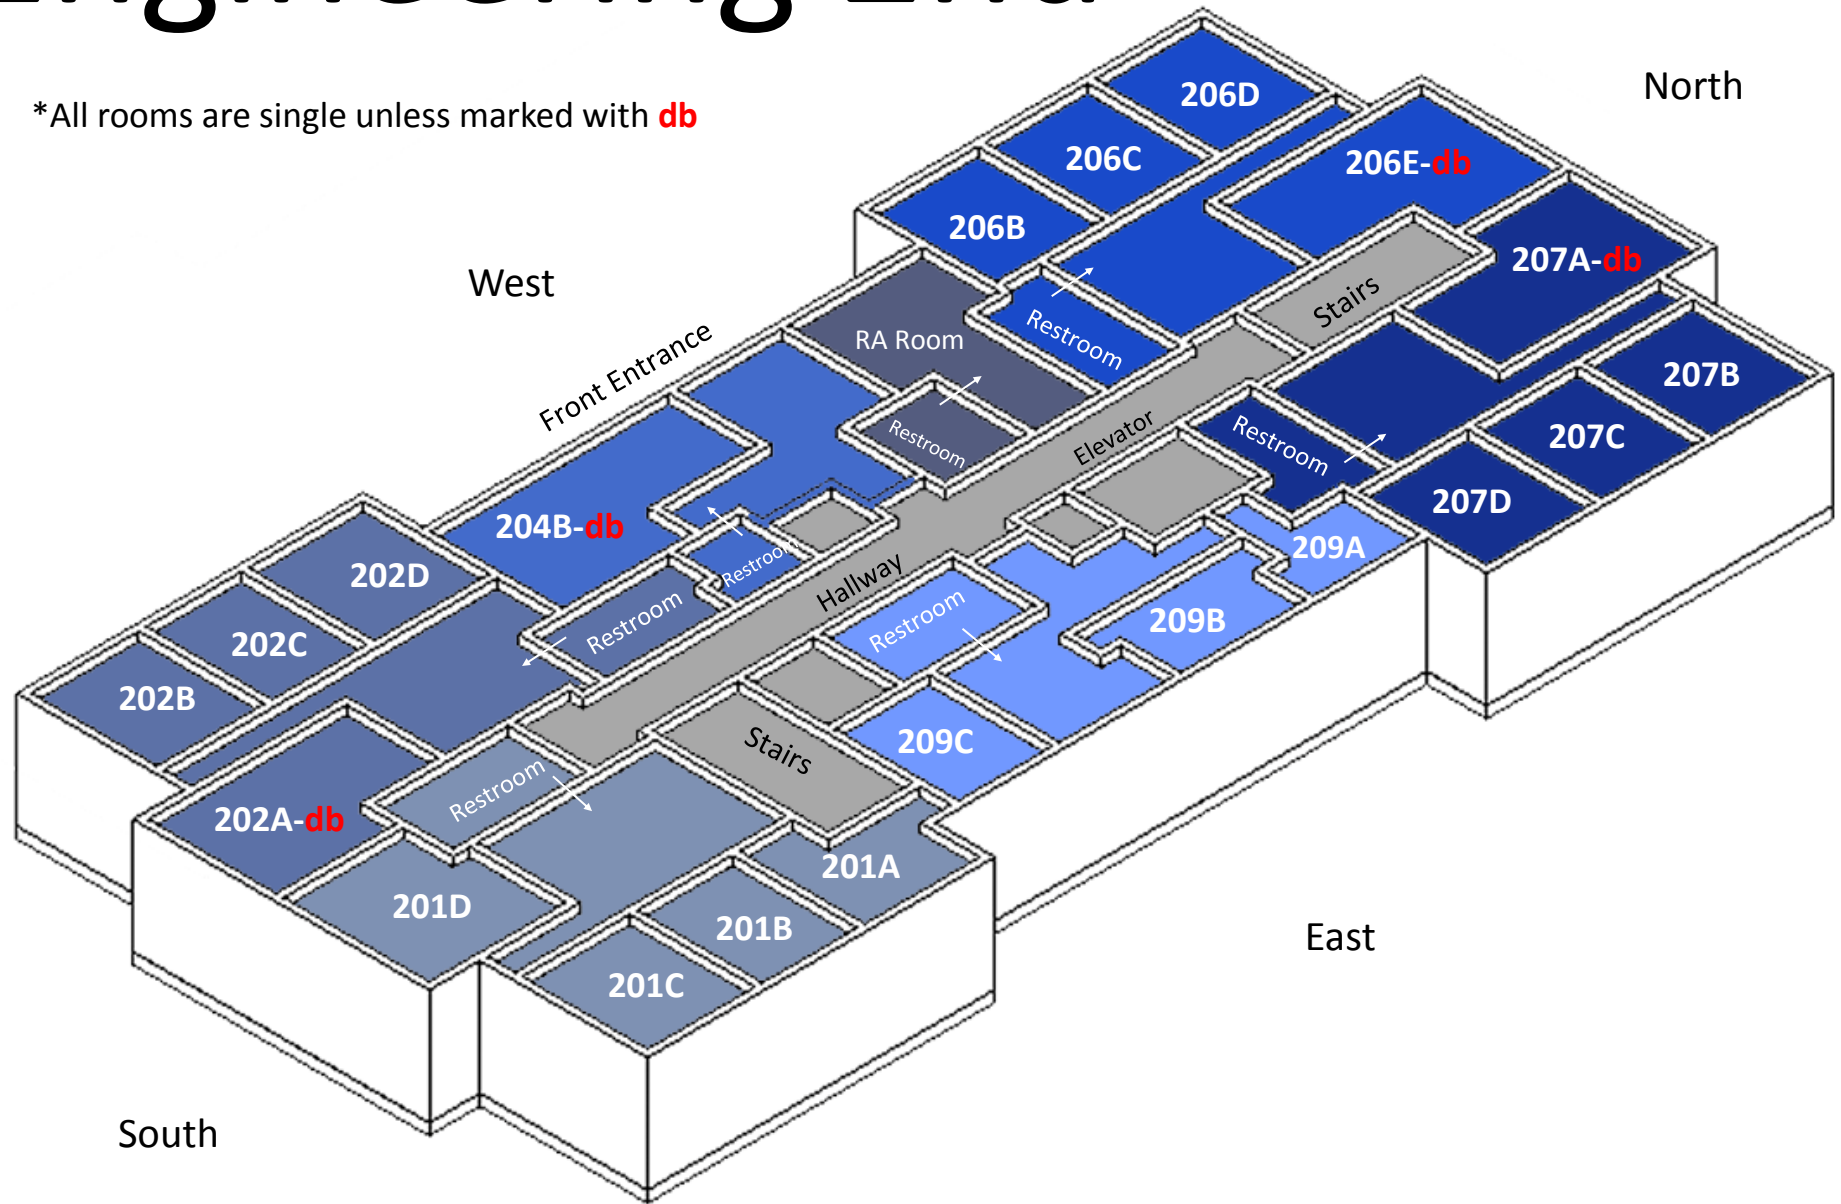 Engineering 2nd
*All rooms are single unless marked with db
North
206D
206C
206E-db
206B
207A-db
West
Stairs
Restroom
RA Room
Front Entrance
207B
Restroom
Elevator
Restroom
207C
207D
204B-db
209A
Restroom
Hallway
202D
Restroom
Restroom
209B
202C
202B
209C
Stairs
Restroom
202A-db
201A
201D
201B
East
201C
South